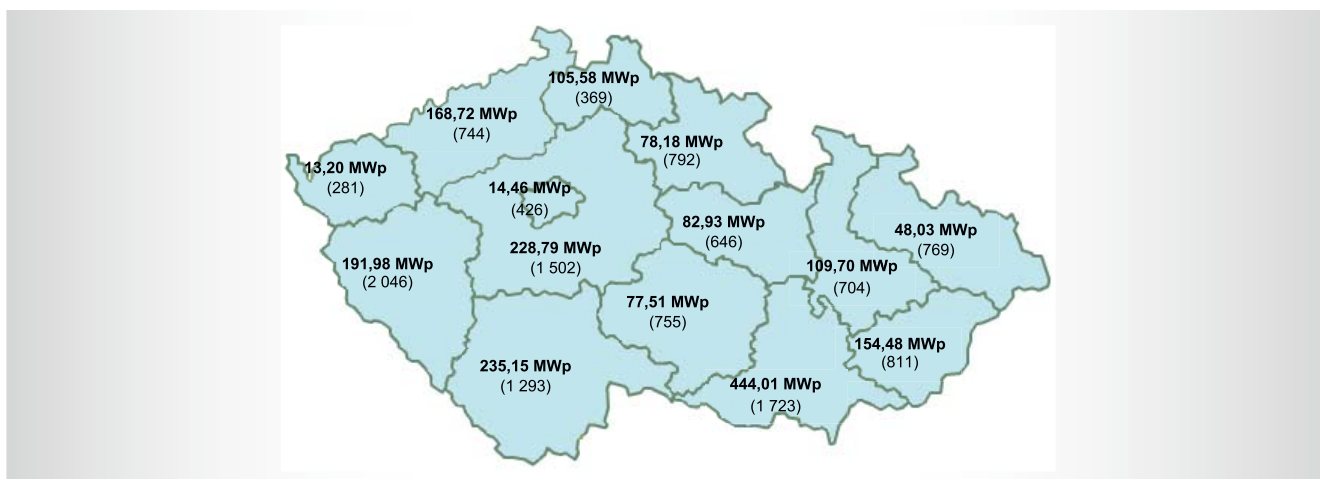 105,58 MWp
(369)
168,72 MWp
(744)
78,18 MWp
(792)
13,20 MWp
(281)
14,46 MWp
(426)
82,93 MWp
(646)
48,03 MWp
(769)
228,79 MWp
(1 502)
191,98 MWp
(2 046)
109,70 MWp
(704)
77,51 MWp
(755)
154,48 MWp
(811)
235,15 MWp
(1 293)
444,01 MWp
(1 723)